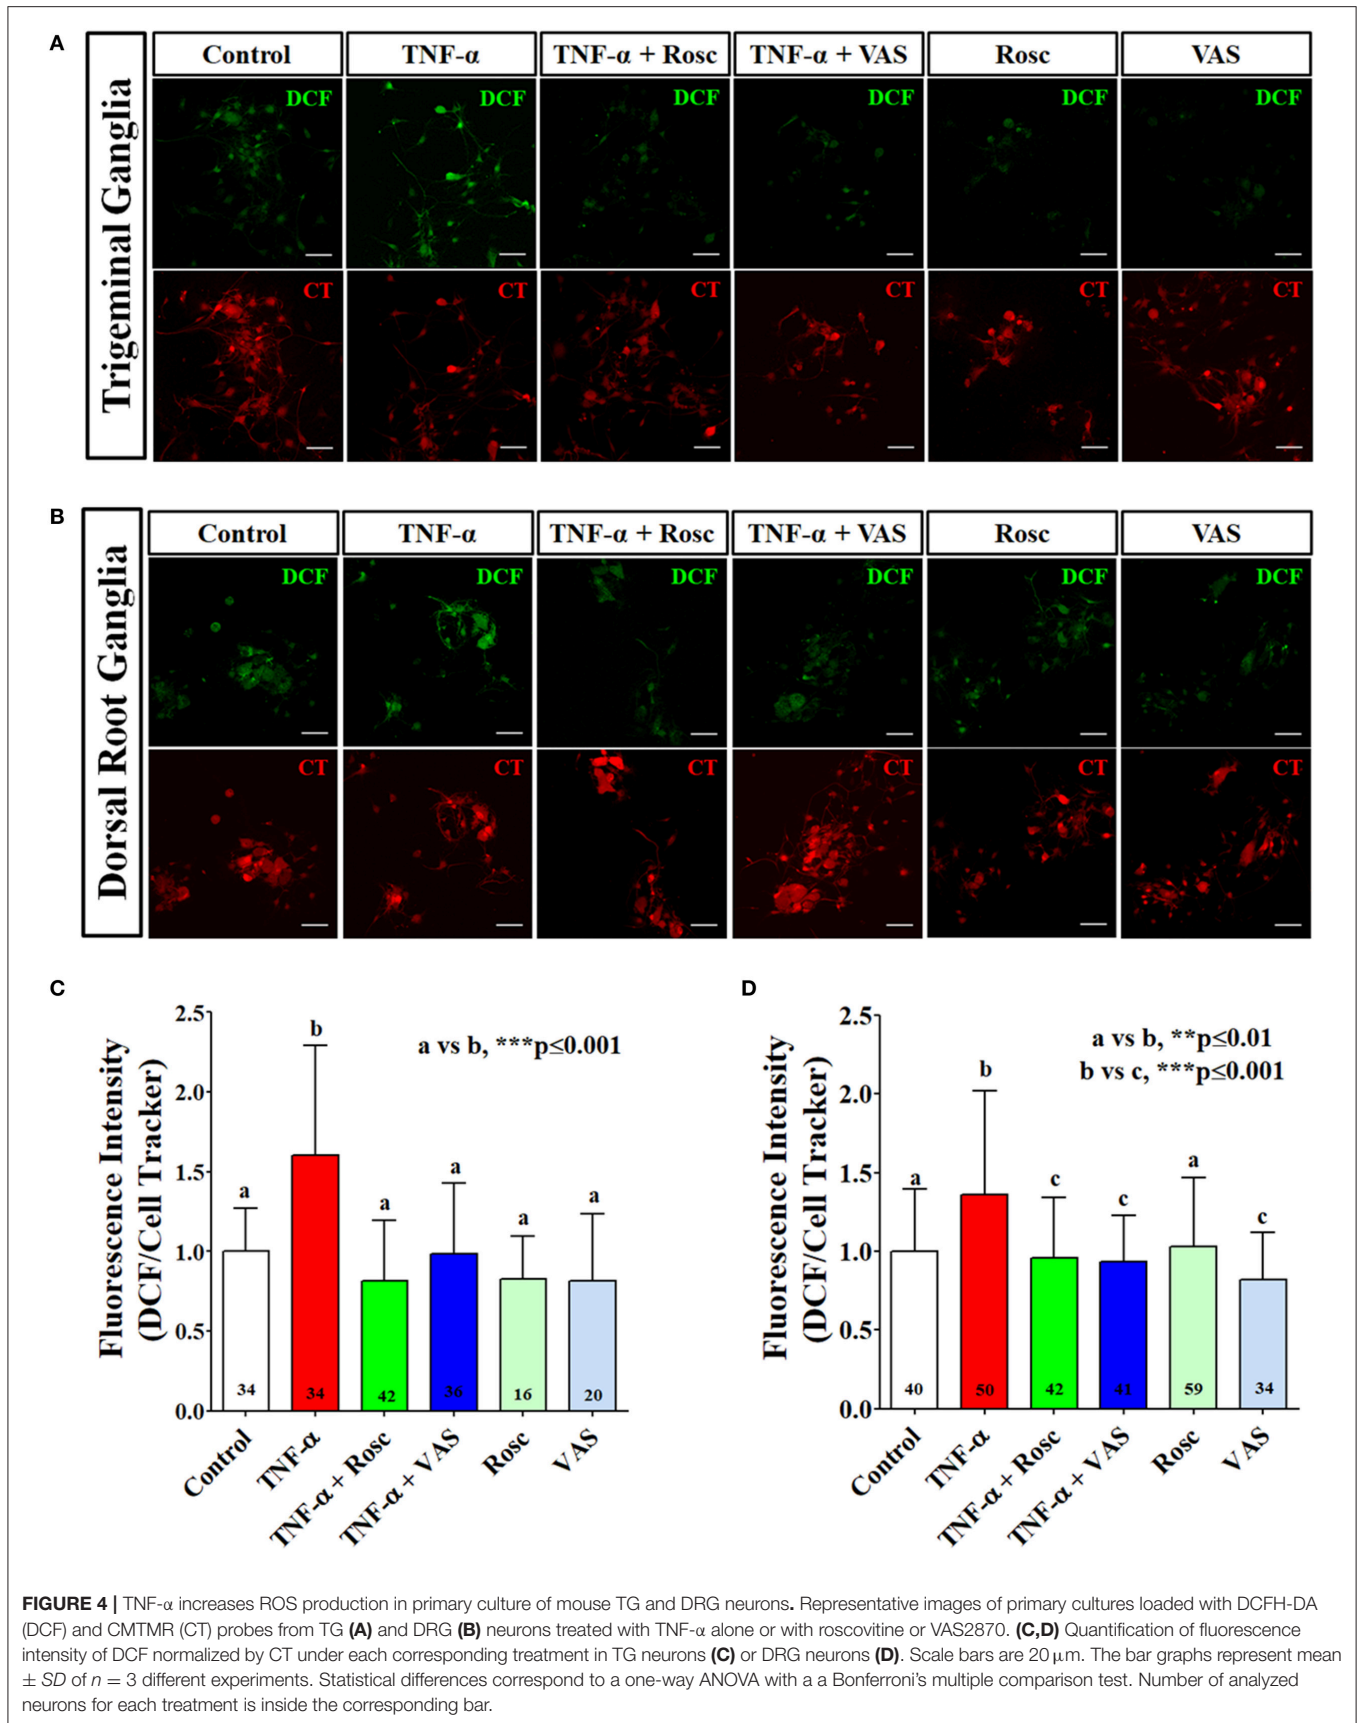 A
Control
TNF-α
TNF-α + Rosc
TNF-α + VAS
Rosc
VAS
Trigeminal Ganglia
DCF
DCF
DCF
DCF
DCF
DCF
CT
CT
CT
CT
CT
CT
B
Control
TNF-α
TNF-α + Rosc
TNF-α + VAS
Rosc
VAS
Dorsal Root Ganglia
DCF
DCF
DCF
DCF
DCF
DCF
CT
CT
CT
CT
CT
CT
C
Fluorescence Intensity
(DCF/Cell Tracker)
2.5
2.0
1.5
1.0
0.5
0.0
a vs b, ***p≤0.001
a
b
a
a
a
a
34
34
42
36
16
20
Control
TNF-α
TNF-α + Rosc
TNF-α + VAS
Rosc
VAS
D
Fluorescence Intensity
(DCF/Cell Tracker)
2.5
2.0
1.5
1.0
0.5
0.0
a vs b, **p≤0.01
b vs c, ***p≤0.001
a
b
c
c
a
c
40
50
42
41
59
34
Control
TNF-α
TNF-α + Rosc
TNF-α + VAS
Rosc
VAS
FIGURE 4 | TNF-α increases ROS production in primary culture of mouse TG and DRG neurons. Representative images of primary cultures loaded with DCFH-DA
(DCF) and CMTMR (CT) probes from TG (A) and DRG (B) neurons treated with TNF-α alone or with roscovitine or VAS2870. (C,D) Quantification of fluorescence
intensity of DCF normalized by CT under each corresponding treatment in TG neurons (C) or DRG neurons (D). Scale bars are 20 μm. The bar graphs represent mean
± SD of n = 3 different experiments. Statistical differences correspond to a one-way ANOVA with a a Bonferroni's multiple comparison test. Number of analyzed
neurons for each treatment is inside the corresponding bar.